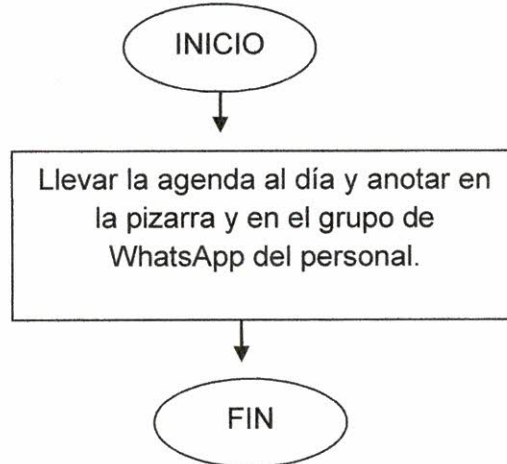 INICIO
Llevar la agenda al día y anotar en
la pizarra y en el grupo de
WhatsApp del personal.
FIN